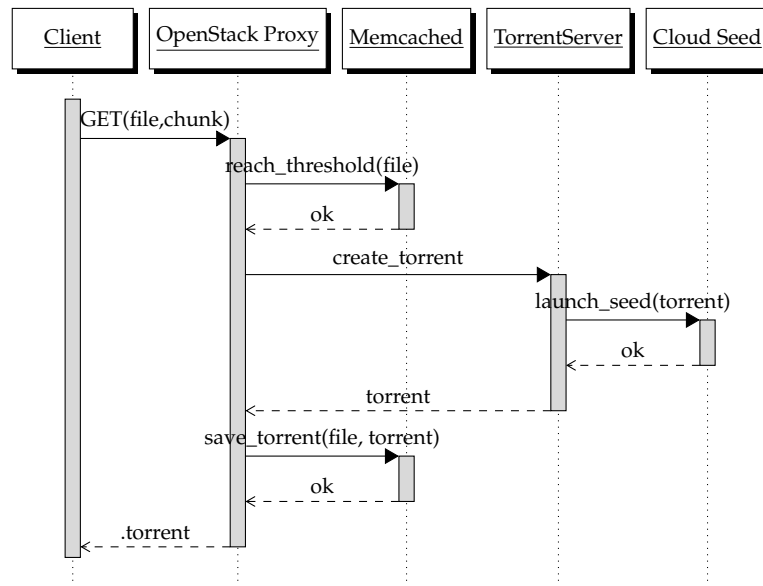 Client
OpenStack Proxy
Memcached
TorrentServer
Cloud Seed
GET(file,chunk)
reach_threshold(file)
ok
create_torrent
launch_seed(torrent)
ok
torrent
save_torrent(file, torrent)
ok
.torrent